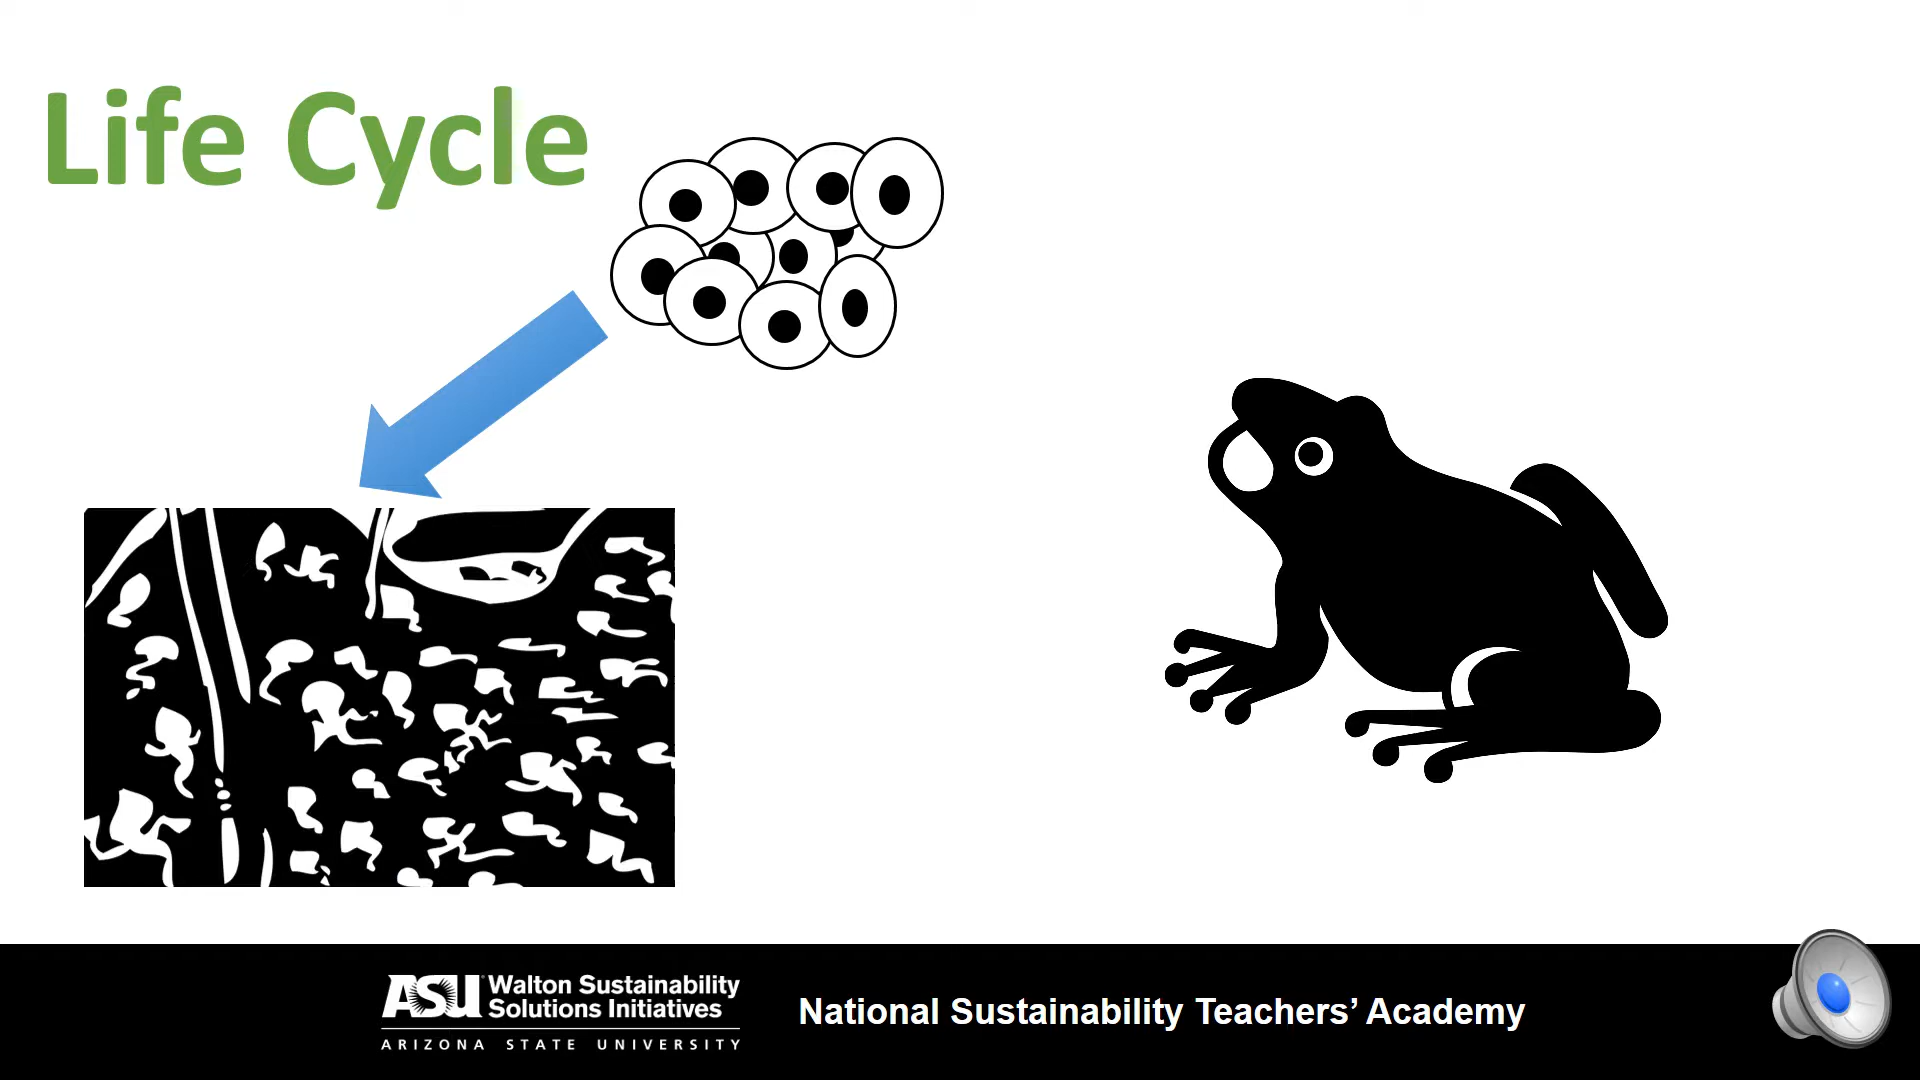 Life Cycle
ASU Walton Sustainability
Solutions Initiatives
ARIZONA STATE UNIVERSITY
National Sustainability Teachers’ Academy